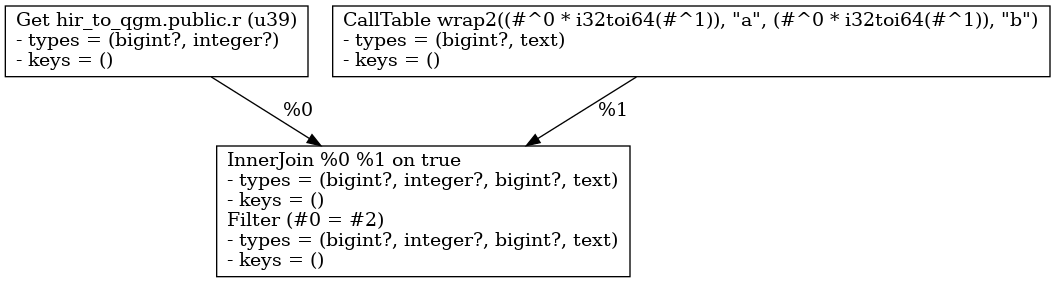 Get hir_to_qgm.public.r (u39)
- types = (bigint?, integer?)
- keys = ()
CallTable wrap2((#^0 * i32toi64(#^1)), "a", (#^0 * i32toi64(#^1)), "b")
- types = (bigint?, text)
- keys = ()
%0
%1
InnerJoin %0 %1 on true
- types = (bigint?, integer?, bigint?, text)
- keys = ()
Filter (#0 = #2)
- types = (bigint?, integer?, bigint?, text)
- keys = ()